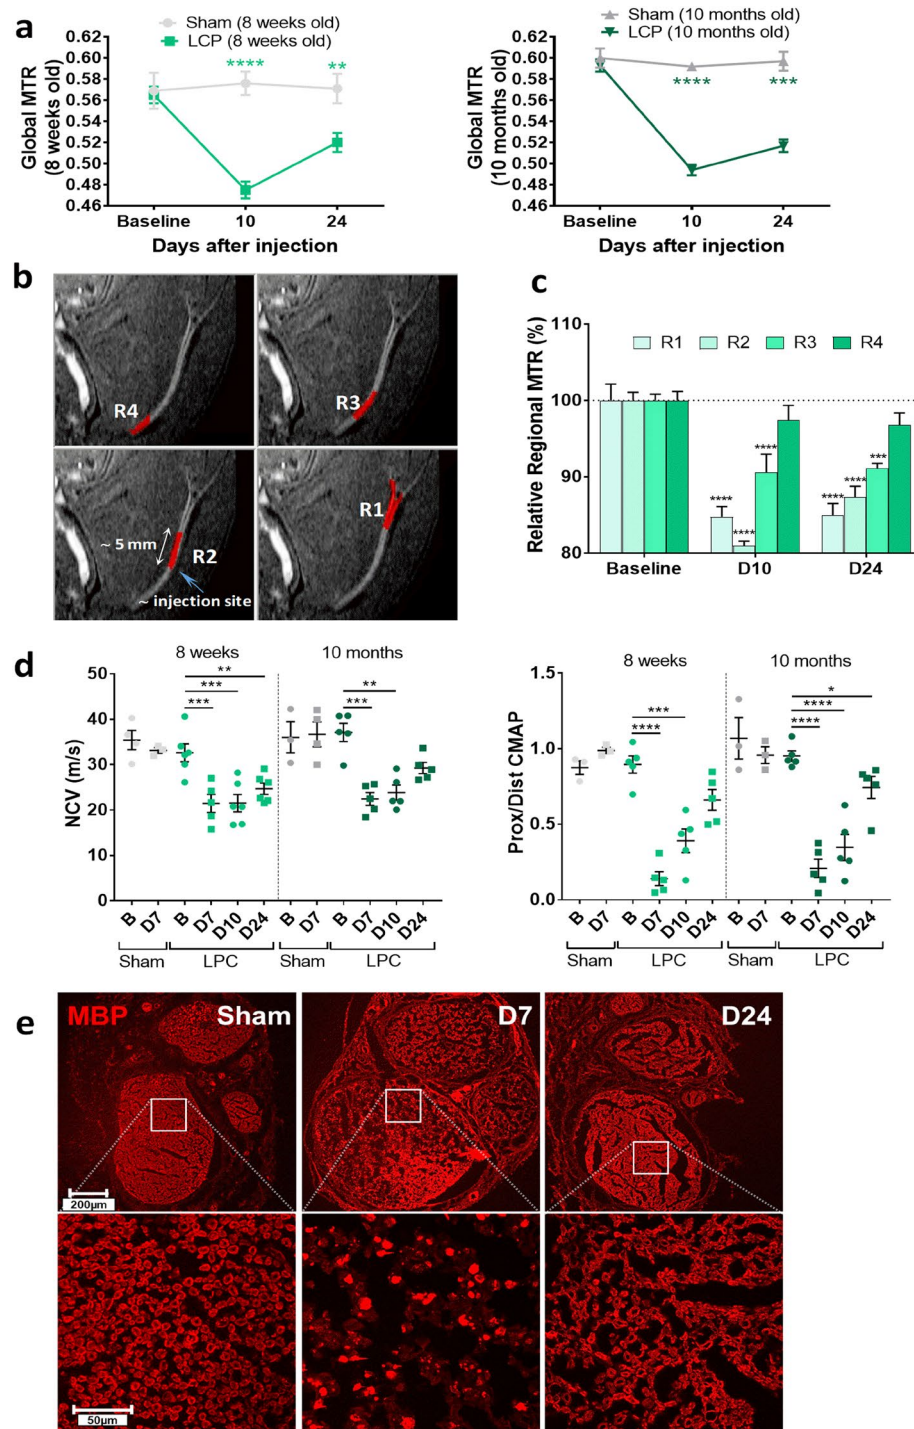 a
Sham (8 weeks old)
LCP (8 weeks old)
Global MTR
(8 weeks old)
0.62
0.60
0.58
0.56
0.54
0.52
0.50
0.48
0.46
****
**
Baseline 10 24
Days after injection
Sham (10 months old)
LCP (10 months old)
Global MTR
(10 months old)
0.62
0.60
0.58
0.56
0.54
0.52
0.50
0.48
0.46
****
***
Baseline 10 24
Days after injection
b
R4
R3
~ 5 mm
R2
~ injection site
R1
c
Relative Regional MTR (%)
110
100
90
80
R1 R2 R3 R4
****
****
****
****
****
***
Baseline D10 D24
d
8 weeks 10 months
NCV (m/s)
50
40
30
20
10
0
**
***
***
**
***
B D7 B D7 D10 D24 B D7 B D7 D10 D24
Sham LPC Sham LPC
8 weeks 10 months
Prox/Dist CMAP
1.5
1.0
0.5
0.0
***
****
*
****
****
B D7 B D7 D10 D24 B D7 B D7 D10 D24
Sham LPC Sham LPC
e
MBP Sham
D7
D24
200µm
50µm